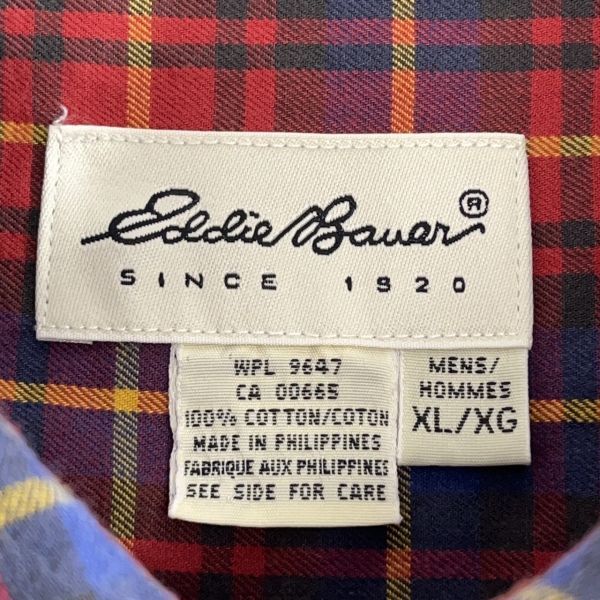 Eddie Bauer®
SINCE 1920
WPL 9647
CA 00665
100% COTTON/COTON
MADE IN PHILIPPINES
FABRIQUE AUX PHILIPPINES
SEE SIDE FOR CARE
MENS/
HOMMES
XL/XG